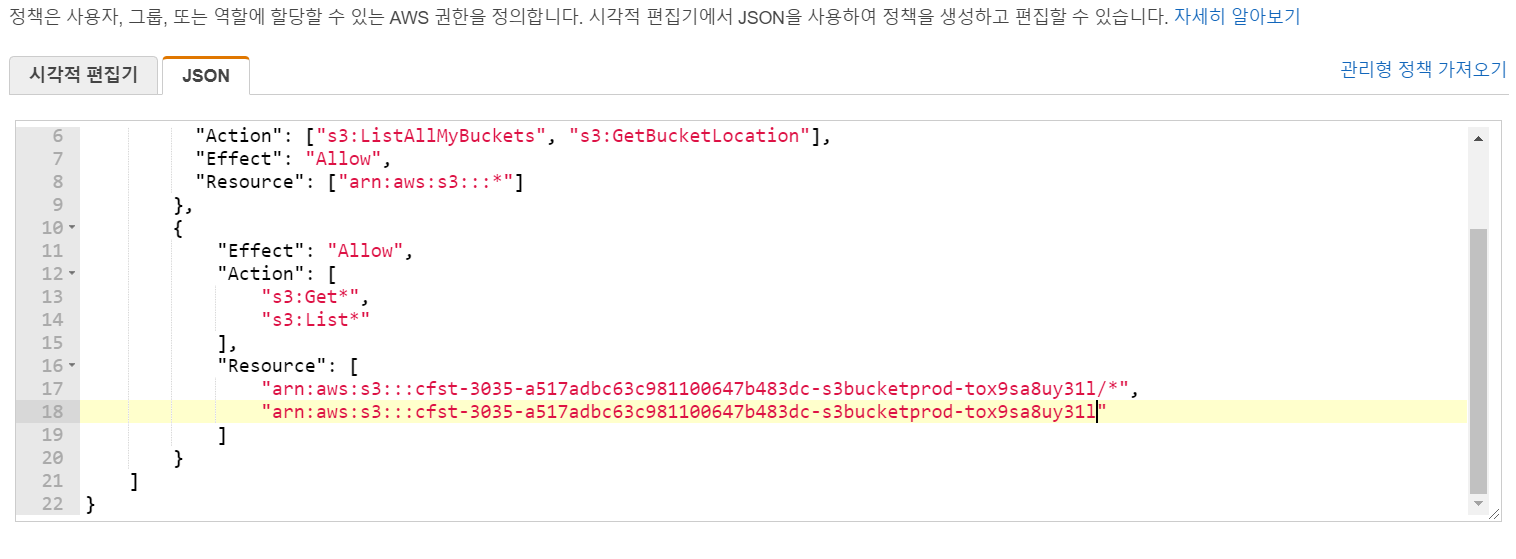 정책은 사용자, 그룹, 또는 역할에 할당할 수 있는 AWS 권한을 정의합니다. 시각적 편집기에서 JSON을 사용하여 정책을 생성하고 편집할 수 있습니다. 자세히 알아보기
시각적 편집기 JSON 관리형 정책 가져오기
6 "Action": ["s3:ListAllMyBuckets", "s3:GetBucketLocation"],
7 "Effect": "Allow",
8 "Resource": ["arn:aws:s3:::*"]
9 },
10 {
11 "Effect": "Allow",
12 "Action": [
13 "s3:Get*",
14 "s3:List*"
15 ],
16 "Resource": [
17 "arn:aws:s3:::cfst-3035-a517adbc63c981100647b483dc-s3bucketprod-tox9sa8uy31l/*",
18 "arn:aws:s3:::cfst-3035-a517adbc63c981100647b483dc-s3bucketprod-tox9sa8uy31l"
19 ]
20 }
21 ]
22 }